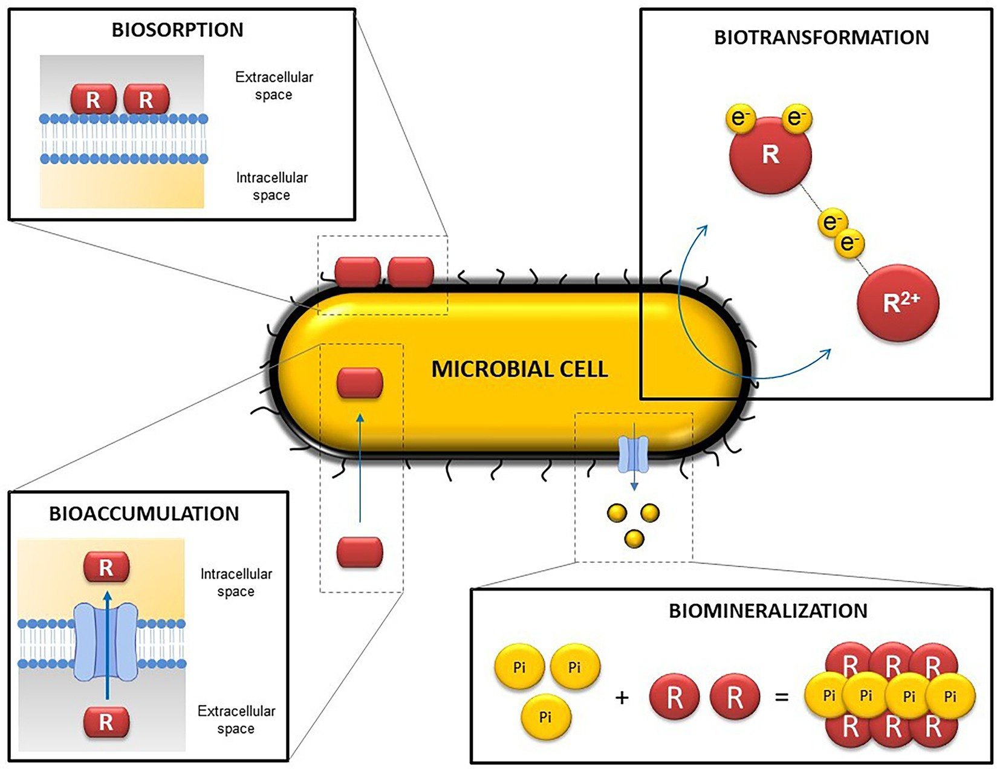 BIOSORPTION
R R
Extracellular
space
Intracellular
space
BIOTRANSFORMATION
e⁻ e⁻
R
e⁻
e⁻
R²⁺
MICROBIAL CELL
BIOACCUMULATION
R
Intracellular
space
R
Extracellular
space
BIOMINERALIZATION
Pi Pi
Pi
+
R R
=
R R R
Pi Pi Pi Pi
R R R